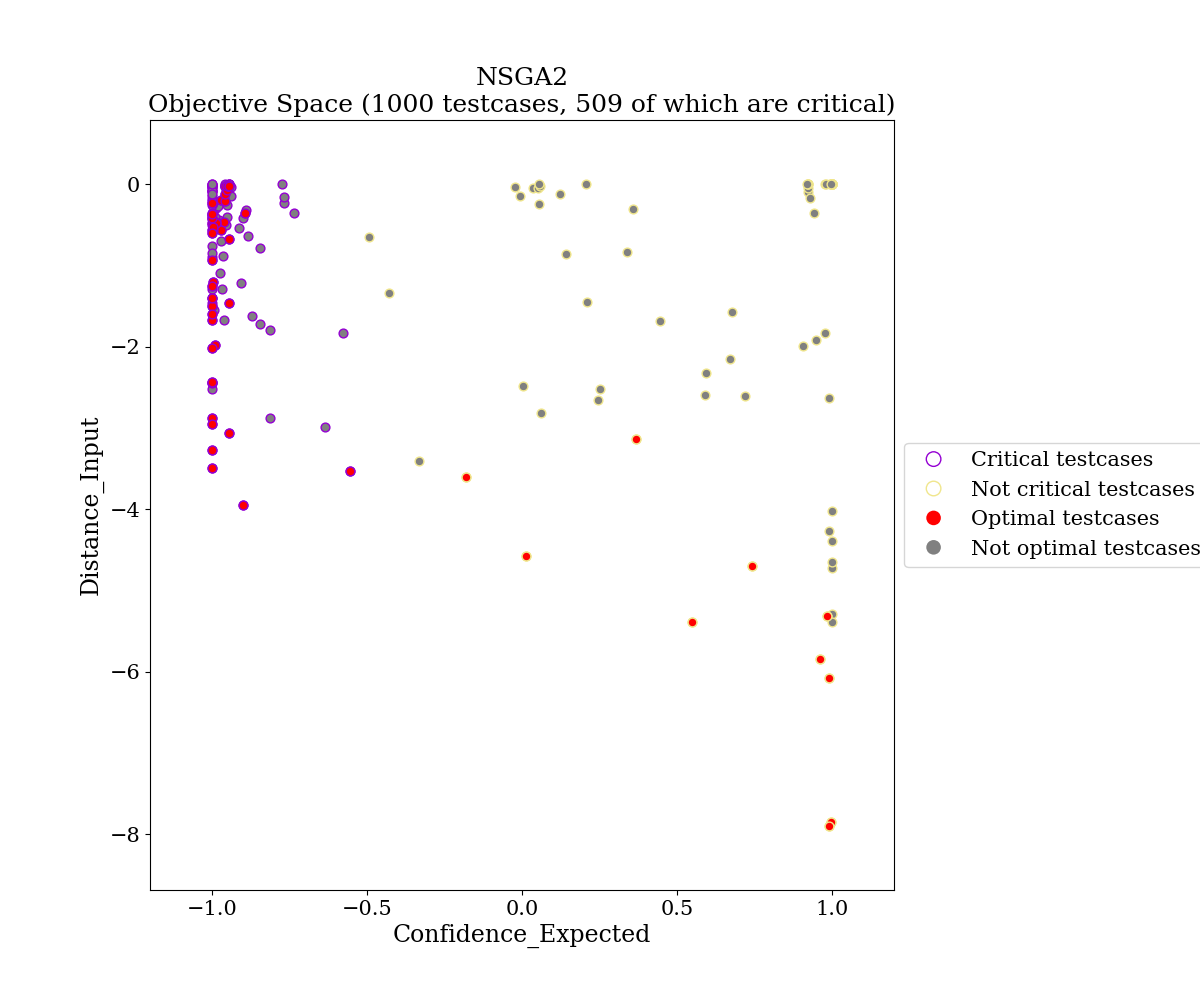 NSGA2
Objective Space (1000 testcases, 509 of which are critical)
0
−2
−4
−6
−8
Distance_Input
−1.0
−0.5
0.0
0.5
1.0
Confidence_Expected
Critical testcases
Not critical testcases
Optimal testcases
Not optimal testcases